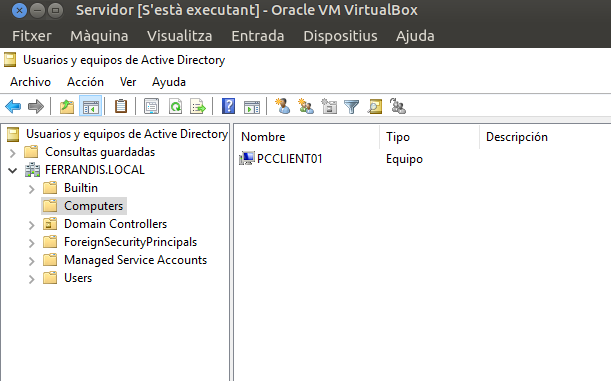 Servidor [S'està executant] - Oracle VM VirtualBox
Fitxer Màquina Visualitza Entrada Dispositius Ajuda
Usuarios y equipos de Active Directory
Archivo Acción Ver Ayuda
Usuarios y equipos de Active Directory
Consultas guardadas
FERRANDIS.LOCAL
Builtin
Computers
Domain Controllers
ForeignSecurityPrincipals
Managed Service Accounts
Users
Nombre Tipo Descripción
PCCLIENT01 Equipo